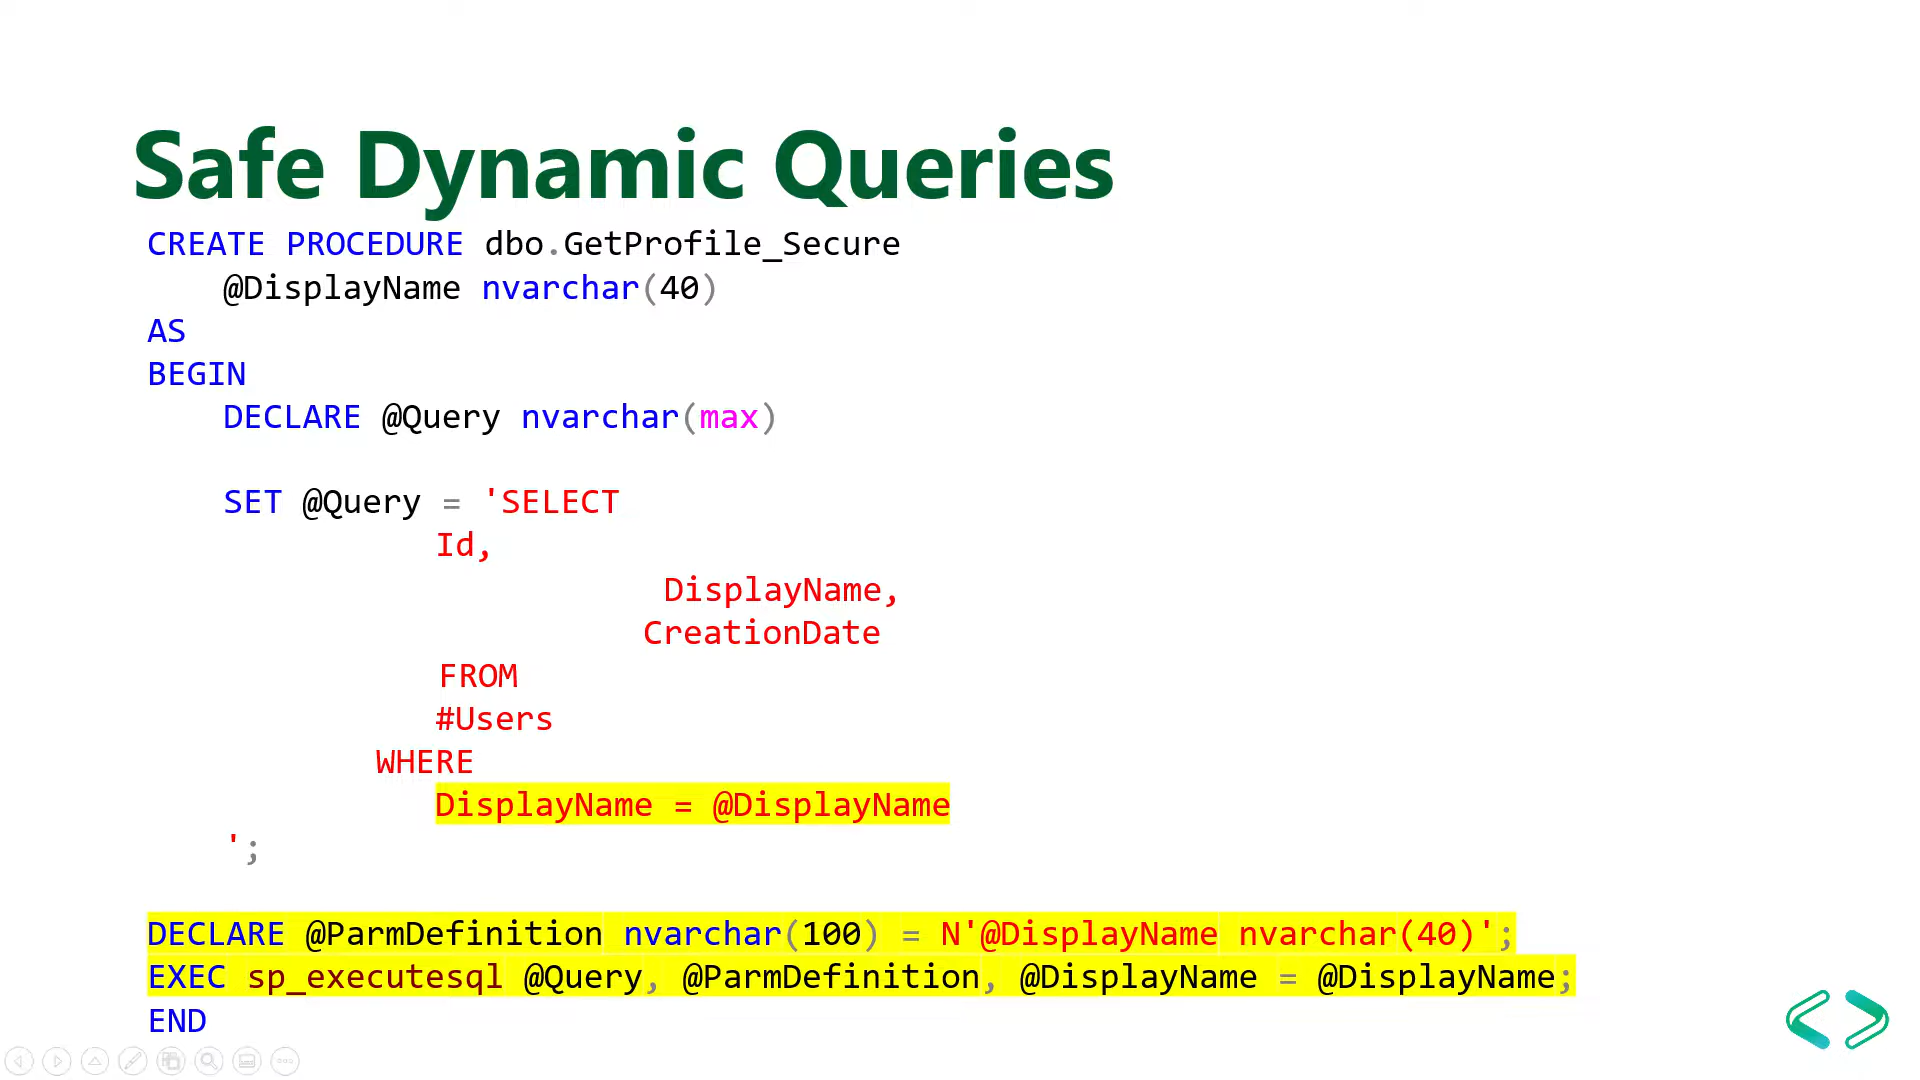 Safe Dynamic Queries
CREATE PROCEDURE dbo.GetProfile_Secure
@DisplayName nvarchar(40)
AS
BEGIN
DECLARE @Query nvarchar(max)
SET @Query = 'SELECT
Id,
DisplayName,
CreationDate
FROM
#Users
WHERE
DisplayName = @DisplayName
';
DECLARE @ParmDefinition nvarchar(100) = N'@DisplayName nvarchar(40)';
EXEC sp_executesql @Query, @ParmDefinition, @DisplayName = @DisplayName;
END